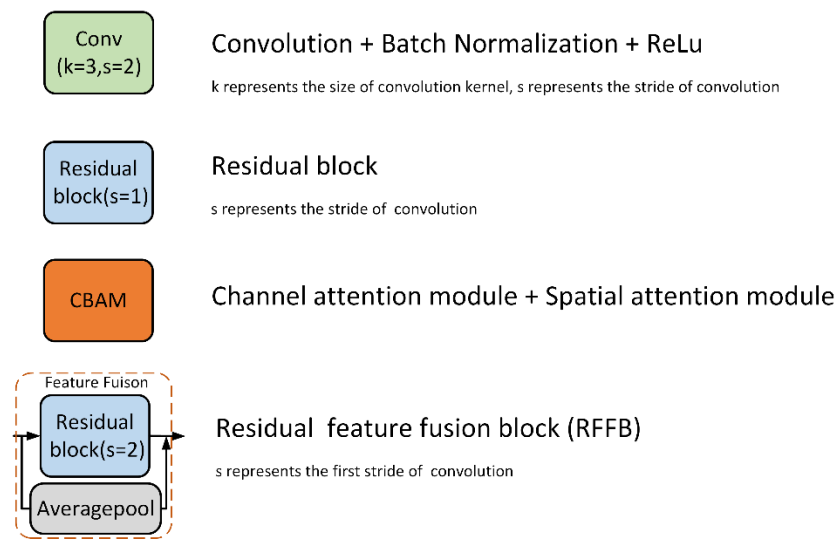 Conv
(k=3,s=2)
Convolution + Batch Normalization + ReLu
k represents the size of convolution kernel, s represents the stride of convolution
Residual
block(s=1)
Residual block
s represents the stride of convolution
CBAM
Channel attention module + Spatial attention module
Feature Fuison
Residual
block(s=2)
Averagepool
Residual feature fusion block (RFFB)
s represents the first stride of convolution